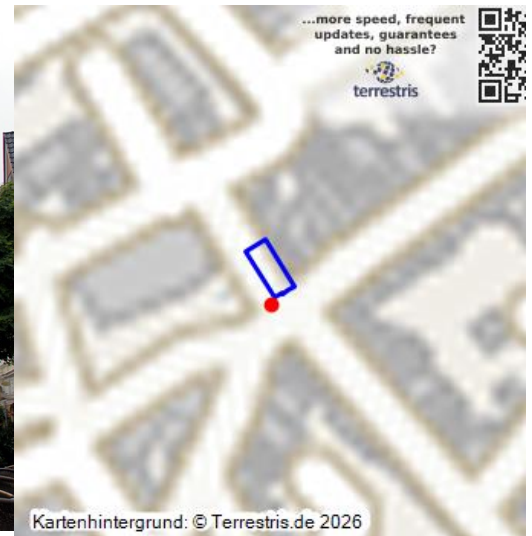 ...more speed, frequent
updates, guarantees
and no hassle?
terrestris
Kartenhintergrund: © Terrestris.de 2026